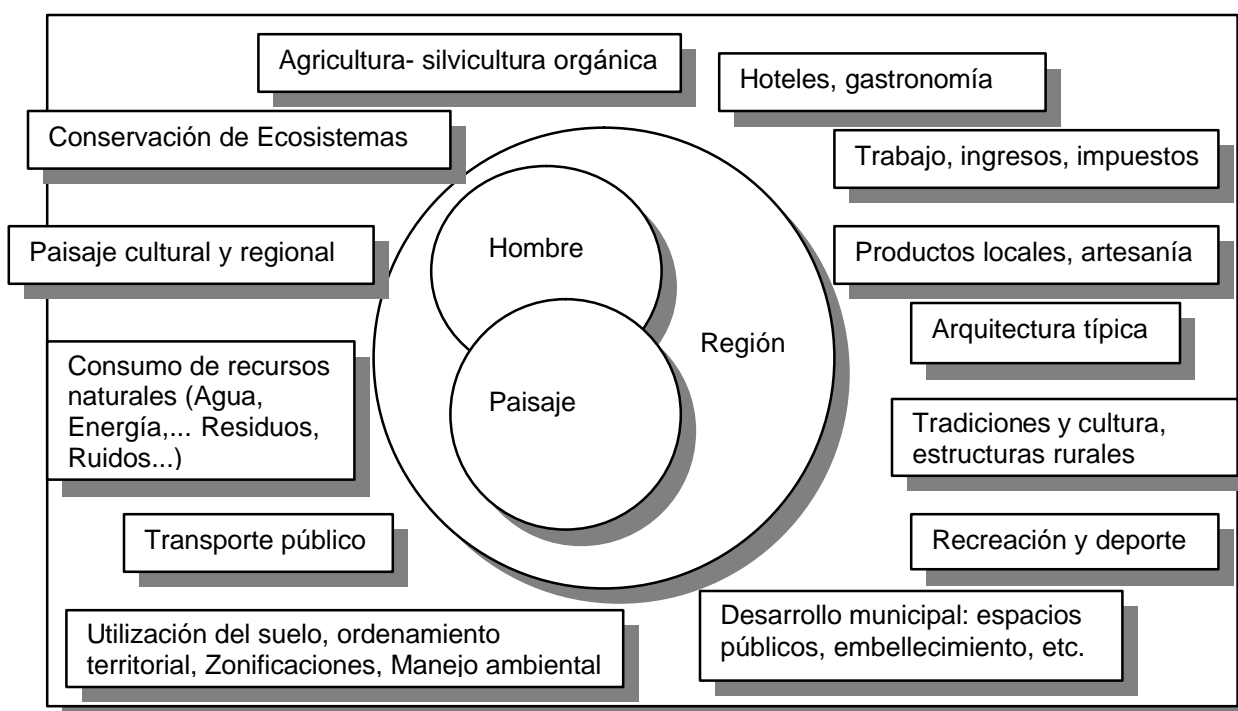 Agricultura- silvicultura orgánica
Hoteles, gastronomía
Conservación de Ecosistemas
Trabajo, ingresos, impuestos
Paisaje cultural y regional
Hombre
Productos locales, artesanía
Arquitectura típica
Región
Consumo de recursos
naturales (Agua,
Energía,... Residuos,
Ruidos...)
Paisaje
Tradiciones y cultura,
estructuras rurales
Transporte público
Recreación y deporte
Utilización del suelo, ordenamiento
territorial, Zonificaciones, Manejo ambiental
Desarrollo municipal: espacios
públicos, embellecimiento, etc.